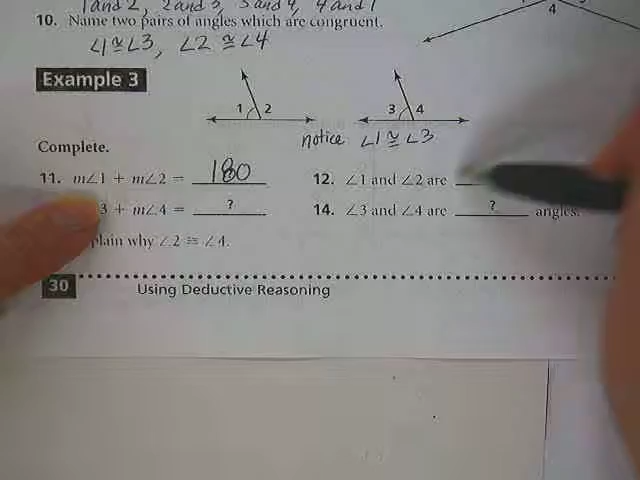 1 and 2, 2 and 3, 3 and 4, 4 and 1
10. Name two pairs of angles which are congruent.
4
∠1≅∠3, ∠2 ≅∠4
Example 3
1 2
3 4
notice ∠1≅∠3
Complete.
11. m∠1 + m∠2 = 180
12. ∠1 and ∠2 are
3 + m∠4 = ?
14. ∠3 and ∠4 are ? angles.
plain why ∠2 ≅ ∠4.
30 Using Deductive Reasoning